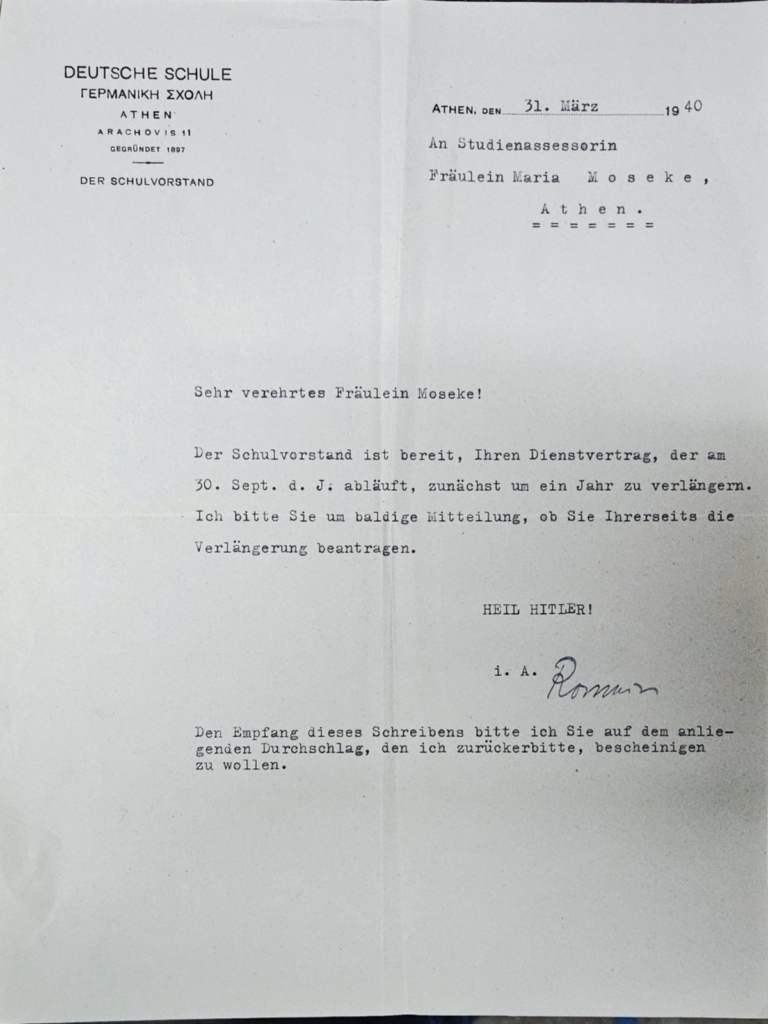 DEUTSCHE SCHULE
ΓΕΡΜΑΝΙΚΗ ΣΧΟΛΗ
ATHEN
ARACHOVIS 11
GEGRÜNDET 1897
DER SCHULVORSTAND
ATHEN, DEN 31. März 1940
An Studienassessorin
Fräulein Maria M o s e k e ,
A t h e n .
= = = = = = =
Sehr verehrtes Fräulein Moseke!
Der Schulvorstand ist bereit, Ihren Dienstvertrag, der am
30. Sept. d. J. abläuft, zunächst um ein Jahr zu verlängern.
Ich bitte Sie um baldige Mitteilung, ob Sie Ihrerseits die
Verlängerung beantragen.
HEIL HITLER!
i. A.
Den Empfang dieses Schreibens bitte ich Sie auf dem anlie-
genden Durchschlag, den ich zurückerbitte, bescheinigen
zu wollen.